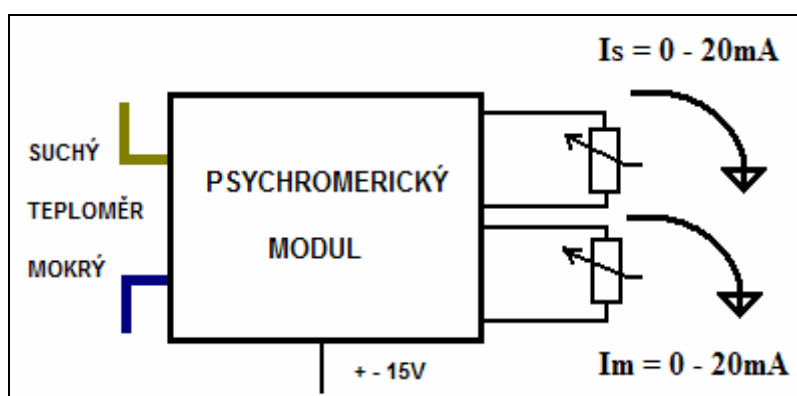 Is = 0 - 20mA
SUCHÝ
TEPLOMĚR
MOKRÝ
PSYCHROMERICKÝ
MODUL
+ - 15V
Im = 0 - 20mA